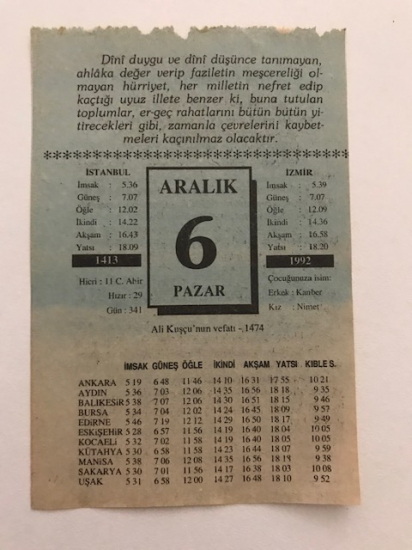 Dînî duygu ve dînî düşünce tanımayan,
ahlâka değer verip faziletin meşcereliği ol-
mayan hürriyet, her milletin nefret edip
kaçtığı uyuz illete benzer ki, buna tutulan
toplumlar, er-geç rahatlarını bütün bütün yi-
tirecekleri gibi, zamanla çevrelerini kaybet-
meleri kaçınılmaz olacaktır.
İSTANBUL
İmsak : 5.36
Güneş : 7.07
Öğle : 12.02
İkindi : 14.22
Akşam : 16.43
Yatsı : 18.09
1413
Hicri : 11 C. Ahir
Hızır : 29
Gün : 341
ARALIK
6
PAZAR
İZMİR
İmsak : 5.39
Güneş : 7.07
Öğle : 12.09
İkindi : 14.36
Akşam : 16.58
Yatsı : 18.20
1992
Çocuğunuza isim:
Erkek : Kamber
Kız : Nimet
Ali Kuşçu'nun vefatı - 1474
İMSAK GÜNEŞ ÖĞLE İKİNDİ AKŞAM YATSI KIBLE S.
ANKARA 5 19 6 48 11 46 14 10 16 31 17 55 10 21
AYDIN 5 36 7 03 12 06 14 35 16 56 18 18 9 35
BALIKESİR 5 38 7 07 12 06 14 30 16 51 18 15 9 46
BURSA 5 34 7 04 12 02 14 24 16 45 18 09 9 57
EDİRNE 5 46 7 19 12 12 14 29 16 50 18 17 9 49
ESKİŞEHİR 5 28 6 57 11 56 14 19 16 40 18 04 10 05
KOCAELİ 5 32 7 02 11 58 14 19 16 40 18 05 10 05
KÜTAHYA 5 30 6 58 11 58 14 23 16 44 18 07 9 59
MANİSA 5 38 7 06 12 08 14 35 16 56 18 19 9 38
SAKARYA 5 30 7 01 11 56 14 17 16 38 18 03 10 08
UŞAK 5 31 6 58 12 00 14 27 16 48 18 10 9 52